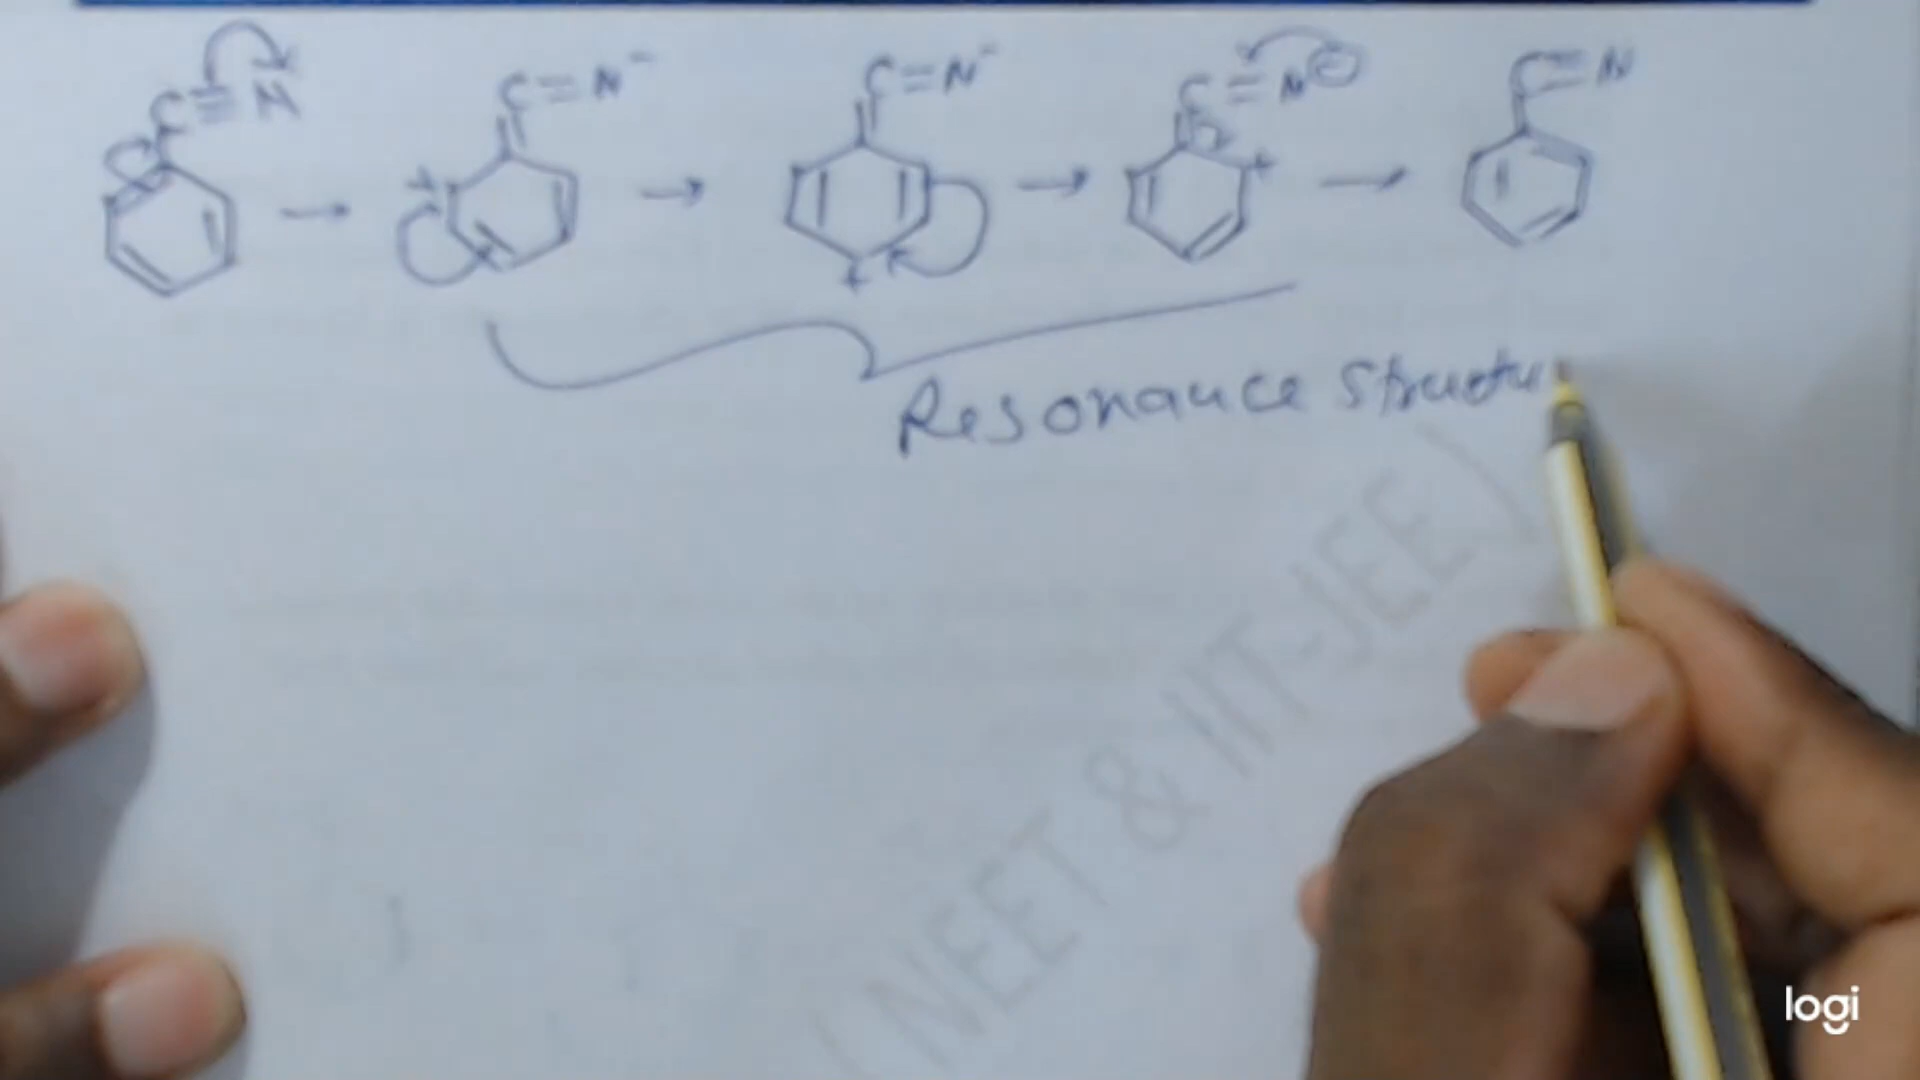 C≡N C=N⁻ C=N⁻ C=N⊖ C≡N
+ + +
Resonance Structu
(NEET & IIT-JEE)
logi